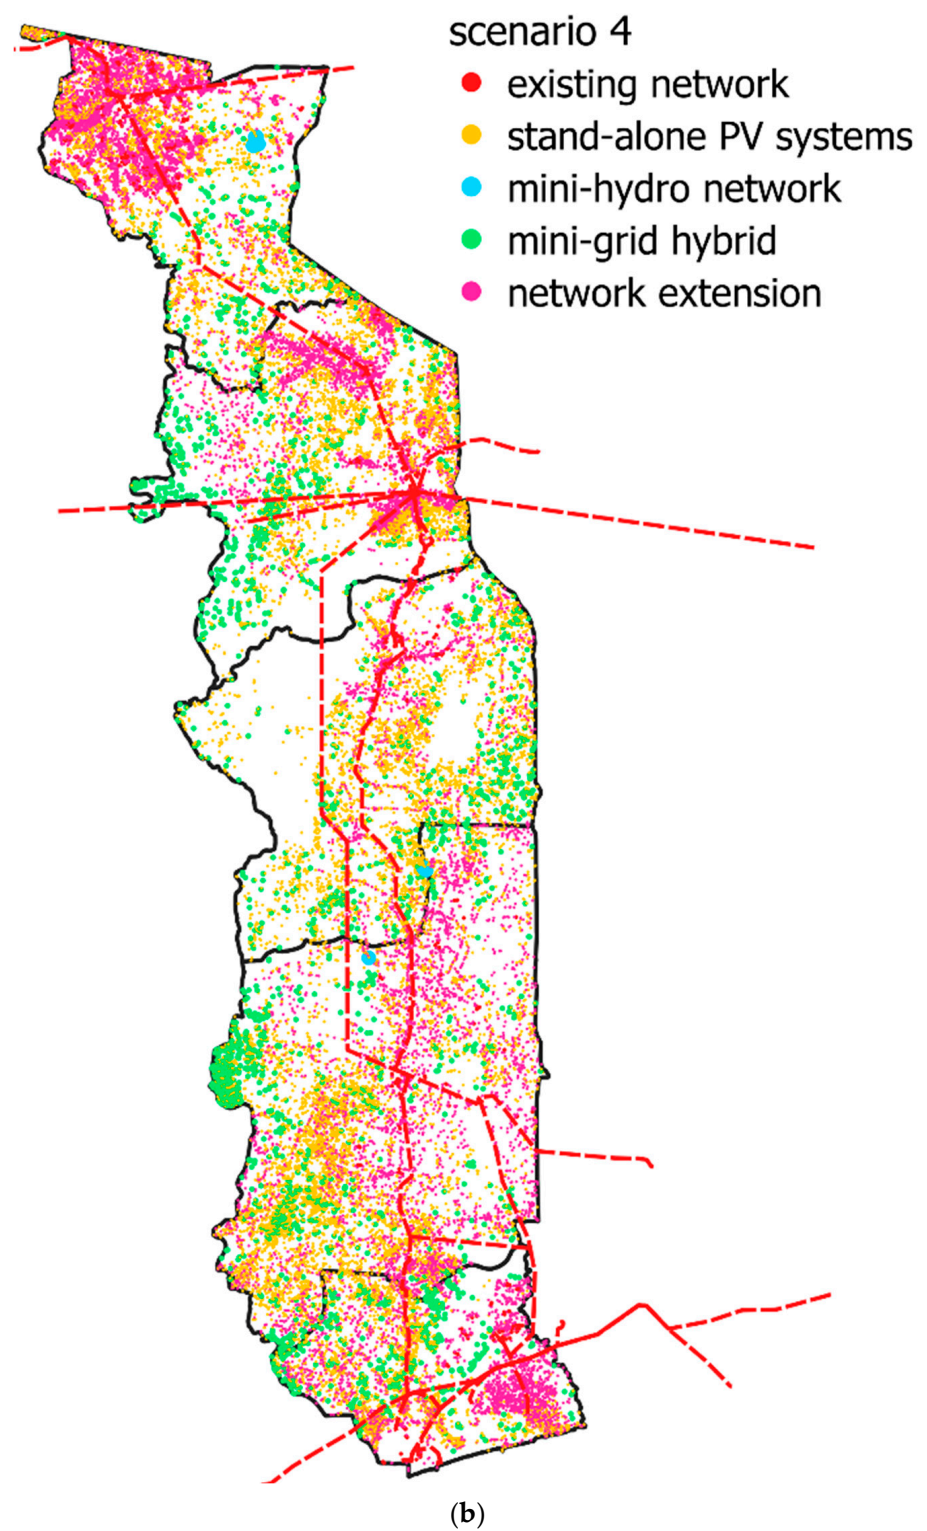 scenario 4
existing network
stand-alone PV systems
mini-hydro network
mini-grid hybrid
network extension
(b)